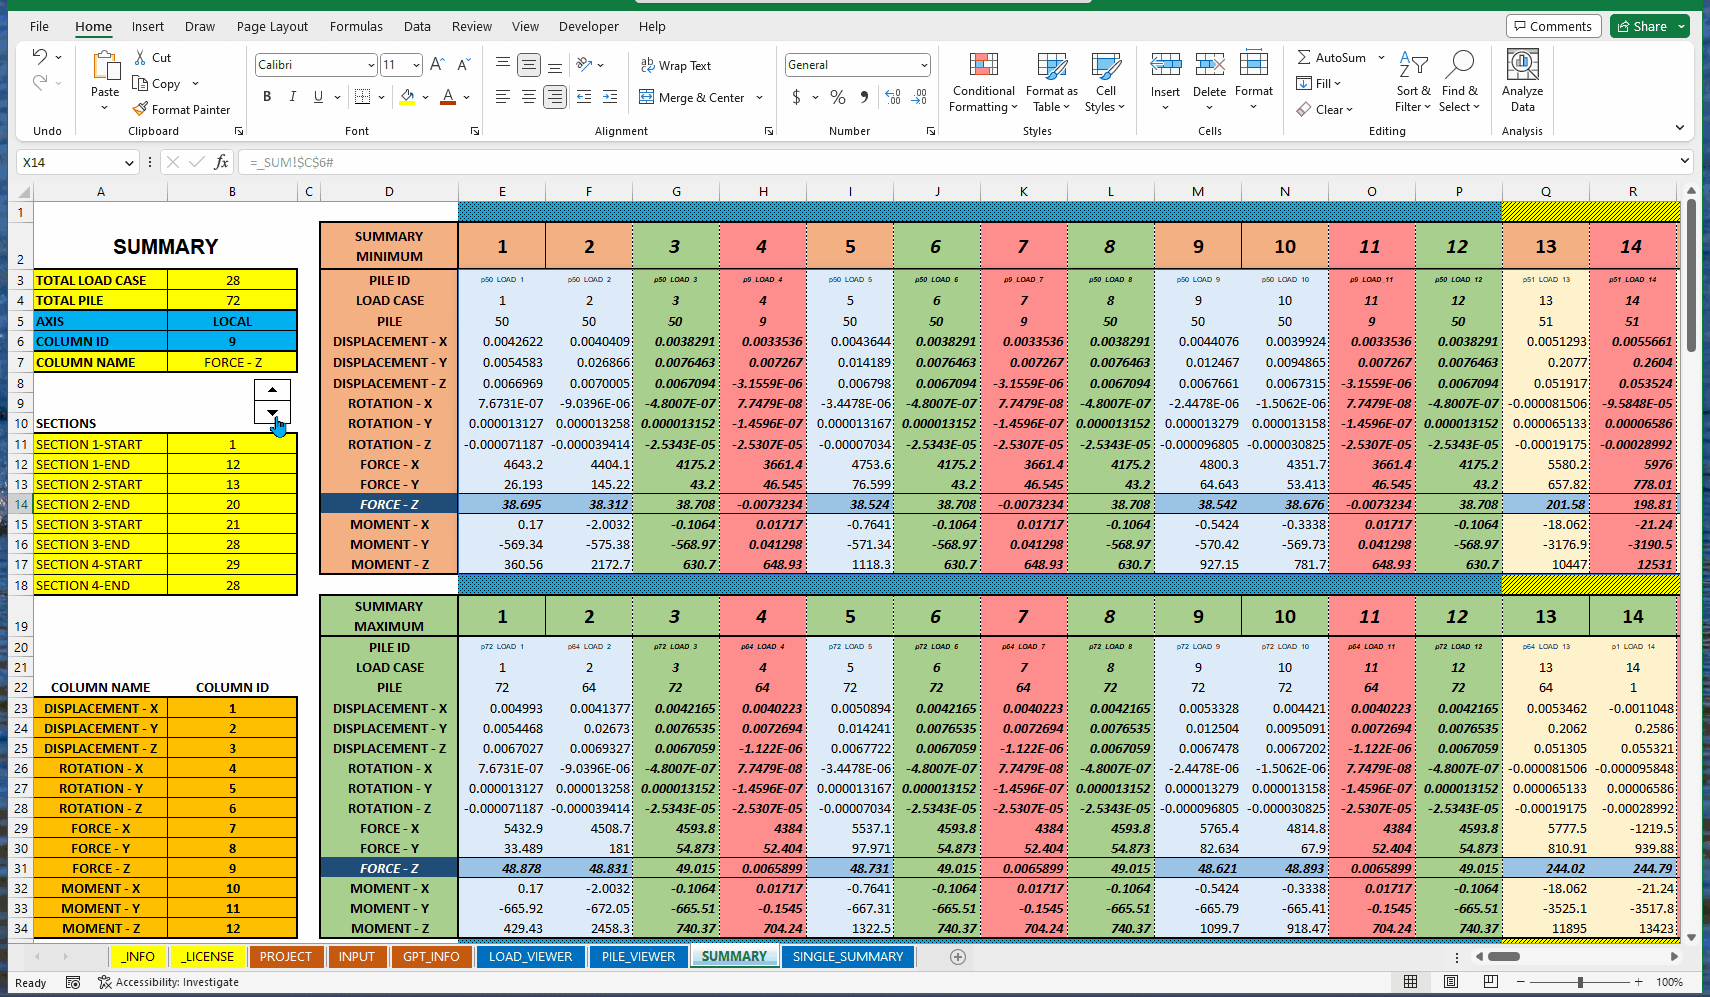 File Home Insert Draw Page Layout Formulas Data Review View Developer Help Comments Share
Calibri 11 General
Cut
Copy
Format Painter
Paste
Wrap Text
Merge & Center
Conditional Formatting
Format as Table
Cell Styles
Insert Delete Format
AutoSum
Fill
Clear
Sort & Filter
Find & Select
Analyze Data
Undo Clipboard Font Alignment Number Styles Cells Editing Analysis
X14 fx =_SUM!$C$6#
A B C D E F G H I J K L M N O P Q R
1
2 SUMMARY SUMMARY MINIMUM 1 2 3 4 5 6 7 8 9 10 11 12 13 14
3 TOTAL LOAD CASE 28 PILE ID p50 LOAD 1 p50 LOAD 2 p50 LOAD 3 p9 LOAD 4 p50 LOAD 5 p50 LOAD 6 p9 LOAD 7 p50 LOAD 8 p50 LOAD 9 p50 LOAD 10 p9 LOAD 11 p50 LOAD 12 p51 LOAD 13 p51 LOAD 14
4 TOTAL PILE 72 LOAD CASE 1 2 3 4 5 6 7 8 9 10 11 12 13 14
5 AXIS LOCAL PILE 50 50 50 9 50 50 9 50 50 50 9 50 51 51
6 COLUMN ID 9 DISPLACEMENT - X 0.0042622 0.0040409 0.0038291 0.0033536 0.0043644 0.0038291 0.0033536 0.0038291 0.0044076 0.0039924 0.0033536 0.0038291 0.0051293 0.0055661
7 COLUMN NAME FORCE - Z DISPLACEMENT - Y 0.0054583 0.026866 0.0076463 0.007267 0.014189 0.0076463 0.007267 0.0076463 0.012467 0.0094865 0.007267 0.0076463 0.2077 0.2604
8 DISPLACEMENT - Z 0.0066969 0.0070005 0.0067094 -3.1559E-06 0.006798 0.0067094 -3.1559E-06 0.0067094 0.0067661 0.0067315 -3.1559E-06 0.0067094 0.051917 0.053524
9 ROTATION - X 7.6731E-07 -9.0396E-06 -4.8007E-07 7.7479E-08 -3.4478E-06 -4.8007E-07 7.7479E-08 -4.8007E-07 -2.4478E-06 -1.5062E-06 7.7479E-08 -4.8007E-07 -0.000081506 -9.5848E-05
10 SECTIONS ROTATION - Y 0.000013127 0.000013258 0.000013152 -1.4596E-07 0.000013167 0.000013152 -1.4596E-07 0.000013152 0.000013279 0.000013158 -1.4596E-07 0.000013152 0.000065133 0.00006586
11 SECTION 1-START 1 ROTATION - Z -0.000071187 -0.000039414 -2.5343E-05 -2.5307E-05 -0.00007034 -2.5343E-05 -2.5307E-05 -2.5343E-05 -0.000096805 -0.000030825 -2.5307E-05 -2.5343E-05 -0.00019175 -0.00028992
12 SECTION 1-END 12 FORCE - X 4643.2 4404.1 4175.2 3661.4 4753.6 4175.2 3661.4 4175.2 4800.3 4351.7 3661.4 4175.2 5580.2 5976
13 SECTION 2-START 13 FORCE - Y 26.193 145.22 43.2 46.545 76.599 43.2 46.545 43.2 64.643 53.413 46.545 43.2 657.82 778.01
14 SECTION 2-END 20 FORCE - Z 38.695 38.312 38.708 -0.0073234 38.524 38.708 -0.0073234 38.708 38.542 38.676 -0.0073234 38.708 201.58 198.81
15 SECTION 3-START 21 MOMENT - X 0.17 -2.0032 -0.1064 0.01717 -0.7641 -0.1064 0.01717 -0.1064 -0.5424 -0.3338 0.01717 -0.1064 -18.062 -21.24
16 SECTION 3-END 28 MOMENT - Y -569.34 -575.38 -568.97 0.041298 -571.34 -568.97 0.041298 -568.97 -570.42 -569.73 0.041298 -568.97 -3176.9 -3190.5
17 SECTION 4-START 29 MOMENT - Z 360.56 2172.7 630.7 648.93 1118.3 630.7 648.93 630.7 927.15 781.7 648.93 630.7 10447 12531
18 SECTION 4-END 28
19 SUMMARY MAXIMUM 1 2 3 4 5 6 7 8 9 10 11 12 13 14
20 PILE ID p72 LOAD 1 p64 LOAD 2 p72 LOAD 3 p64 LOAD 4 p72 LOAD 5 p72 LOAD 6 p64 LOAD 7 p72 LOAD 8 p72 LOAD 9 p72 LOAD 10 p64 LOAD 11 p72 LOAD 12 p64 LOAD 13 p1 LOAD 14
21 LOAD CASE 1 2 3 4 5 6 7 8 9 10 11 12 13 14
22 COLUMN NAME COLUMN ID PILE 72 64 72 64 72 72 64 72 72 72 64 72 64 1
23 DISPLACEMENT - X 1 DISPLACEMENT - X 0.004993 0.0041377 0.0042165 0.0040223 0.0050894 0.0042165 0.0040223 0.0042165 0.0053328 0.004421 0.0040223 0.0042165 0.0053462 -0.0011048
24 DISPLACEMENT - Y 2 DISPLACEMENT - Y 0.0054468 0.02673 0.0076535 0.0072694 0.014241 0.0076535 0.0072694 0.0076535 0.012504 0.0095091 0.0072694 0.0076535 0.2062 0.2586
25 DISPLACEMENT - Z 3 DISPLACEMENT - Z 0.0067027 0.0069327 0.0067059 -1.122E-06 0.0067722 0.0067059 -1.122E-06 0.0067059 0.0067478 0.0067202 -1.122E-06 0.0067059 0.051305 0.055321
26 ROTATION - X 4 ROTATION - X 7.6731E-07 -9.0396E-06 -4.8007E-07 7.7479E-08 -3.4478E-06 -4.8007E-07 7.7479E-08 -4.8007E-07 -2.4478E-06 -1.5062E-06 7.7479E-08 -4.8007E-07 -0.000081506 -0.000095848
27 ROTATION - Y 5 ROTATION - Y 0.000013127 0.000013258 0.000013152 -1.4596E-07 0.000013167 0.000013152 -1.4596E-07 0.000013152 0.000013279 0.000013158 -1.4596E-07 0.000013152 0.000065133 0.00006586
28 ROTATION - Z 6 ROTATION - Z -0.000071187 -0.000039414 -2.5343E-05 -2.5307E-05 -0.00007034 -2.5343E-05 -2.5307E-05 -2.5343E-05 -0.000096805 -0.000030825 -2.5307E-05 -2.5343E-05 -0.00019175 -0.00028992
29 FORCE - X 7 FORCE - X 5432.9 4508.7 4593.8 4384 5537.1 4593.8 4384 4593.8 5765.4 4814.8 4384 4593.8 5777.5 -1219.5
30 FORCE - Y 8 FORCE - Y 33.489 181 54.873 52.404 97.971 54.873 52.404 54.873 82.634 67.9 52.404 54.873 810.91 939.88
31 FORCE - Z 9 FORCE - Z 48.878 48.831 49.015 0.0065899 48.731 49.015 0.0065899 49.015 48.621 48.893 0.0065899 49.015 244.02 244.79
32 MOMENT - X 10 MOMENT - X 0.17 -2.0032 -0.1064 0.01717 -0.7641 -0.1064 0.01717 -0.1064 -0.5424 -0.3338 0.01717 -0.1064 -18.062 -21.24
33 MOMENT - Y 11 MOMENT - Y -665.92 -672.05 -665.51 -0.1545 -667.31 -665.51 -0.1545 -665.51 -665.79 -665.41 -0.1545 -665.51 -3525.1 -3517.8
34 MOMENT - Z 12 MOMENT - Z 429.43 2458.3 740.37 704.24 1322.5 740.37 704.24 740.37 1099.7 918.47 704.24 740.37 11895 13423
_INFO _LICENSE PROJECT INPUT GPT_INFO LOAD_VIEWER PILE_VIEWER SUMMARY SINGLE_SUMMARY
Ready Accessibility: Investigate 100%